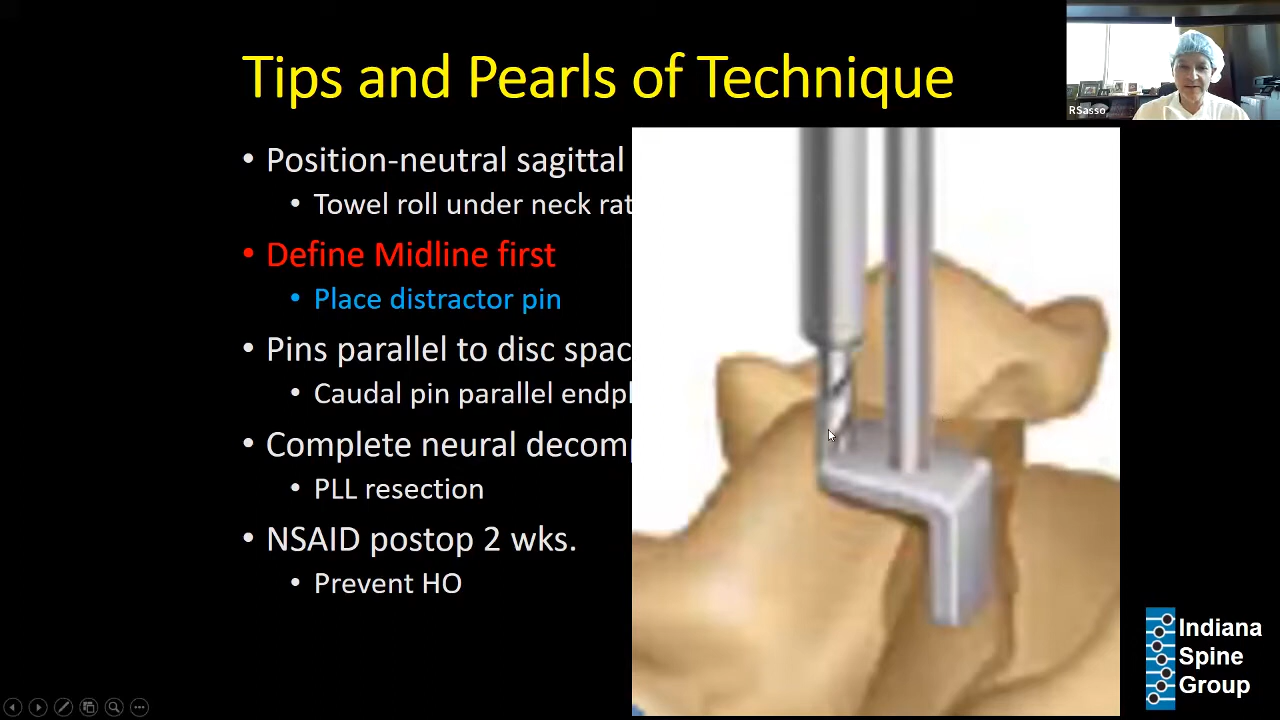 Tips and Pearls of Technique
RSasso
• Position-neutral sagittal
• Towel roll under neck rat
• Define Midline first
• Place distractor pin
• Pins parallel to disc spac
• Caudal pin parallel endpl
• Complete neural decomp
• PLL resection
• NSAID postop 2 wks.
• Prevent HO
Indiana
Spine
Group